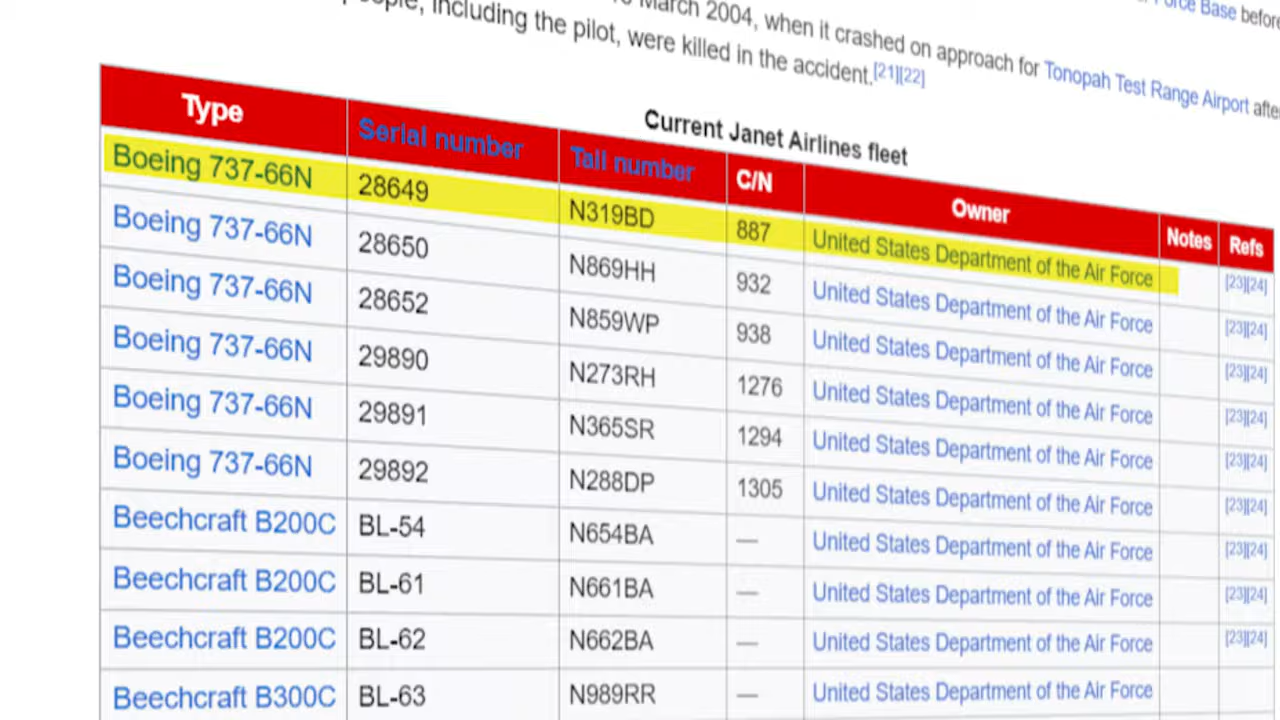 March 2004, when it crashed on approach for Tonopah Test Range Airport after
including the pilot, were killed in the accident.[21][22]
Force Base before
Current Janet Airlines fleet
Type Serial number Tail number C/N Owner Notes Refs
Boeing 737-66N 28649 N319BD 887 United States Department of the Air Force [23][24]
Boeing 737-66N 28650 N869HH 932 United States Department of the Air Force [23][24]
Boeing 737-66N 28652 N859WP 938 United States Department of the Air Force [23][24]
Boeing 737-66N 29890 N273RH 1276 United States Department of the Air Force [23][24]
Boeing 737-66N 29891 N365SR 1294 United States Department of the Air Force [23][24]
Boeing 737-66N 29892 N288DP 1305 United States Department of the Air Force [23][24]
Beechcraft B200C BL-54 N654BA — United States Department of the Air Force [23][24]
Beechcraft B200C BL-61 N661BA — United States Department of the Air Force [23][24]
Beechcraft B200C BL-62 N662BA — United States Department of the Air Force [23][24]
Beechcraft B300C BL-63 N989RR — United States Department of the Air Force